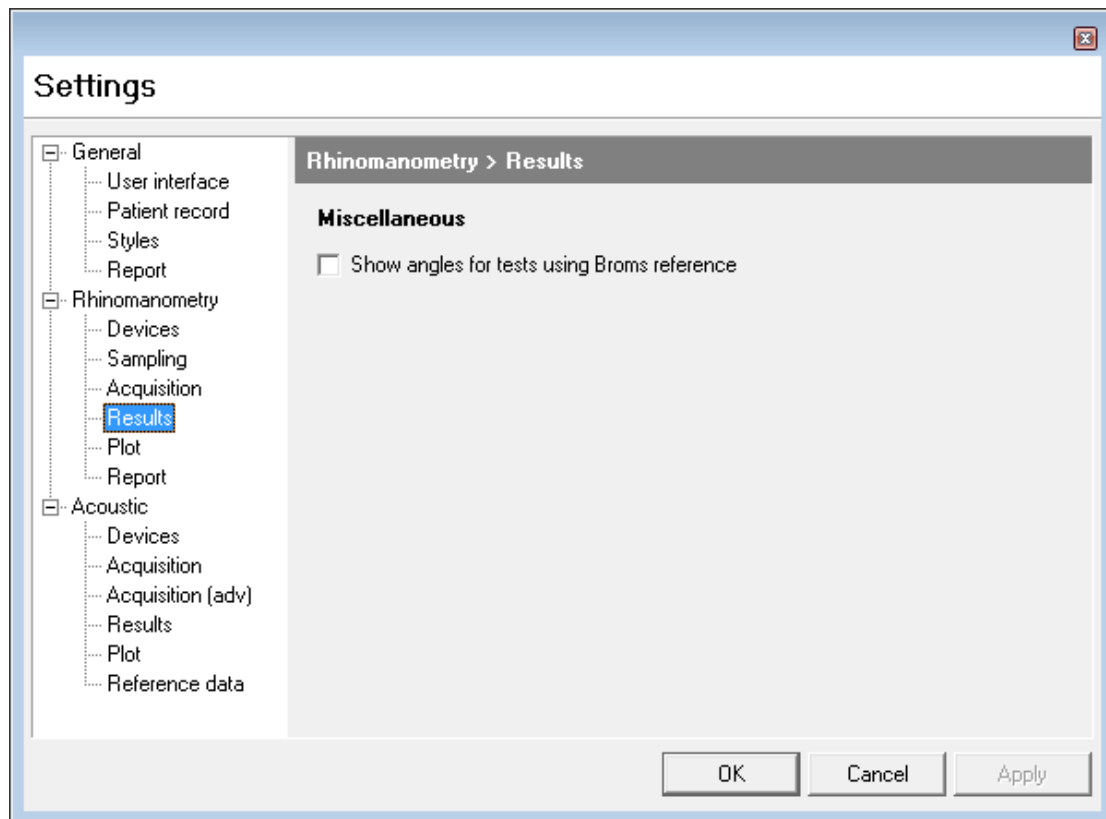 Settings
General
User interface
Patient record
Styles
Report
Rhinomanometry
Devices
Sampling
Acquisition
Results
Plot
Report
Acoustic
Devices
Acquisition
Acquisition (adv)
Results
Plot
Reference data
Rhinomanometry > Results
Miscellaneous
Show angles for tests using Broms reference
OK
Cancel
Apply